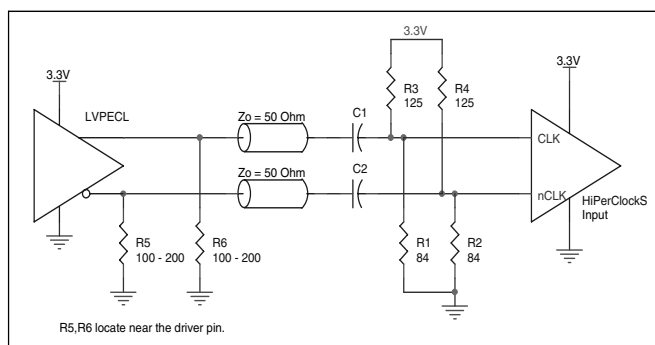 3.3V
3.3V
3.3V
R3
125
R4
125
LVPECL
Zo = 50 Ohm
C1
CLK
Zo = 50 Ohm
C2
nCLK
HiPerClockS
Input
R5
100 - 200
R6
100 - 200
R1
84
R2
84
R5,R6 locate near the driver pin.